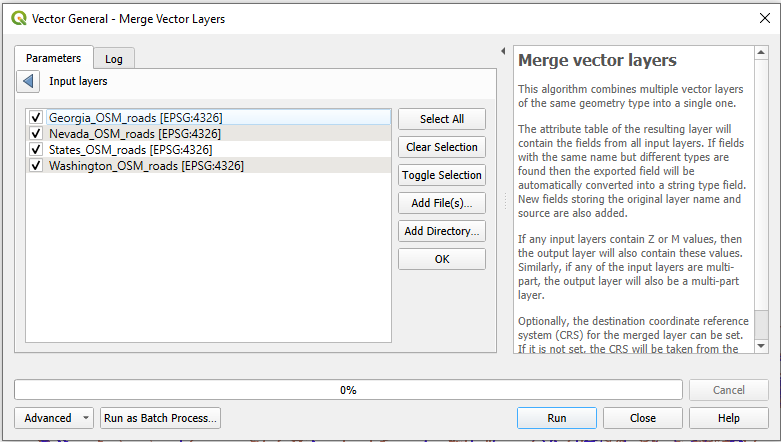 Vector General - Merge Vector Layers
Parameters
Log
Input layers
Georgia_OSM_roads [EPSG:4326]
Nevada_OSM_roads [EPSG:4326]
States_OSM_roads [EPSG:4326]
Washington_OSM_roads [EPSG:4326]
Select All
Clear Selection
Toggle Selection
Add File(s)...
Add Directory...
OK
Merge vector layers
This algorithm combines multiple vector layers
of the same geometry type into a single one.
The attribute table of the resulting layer will
contain the fields from all input layers. If fields
with the same name but different types are
found then the exported field will be
automatically converted into a string type field.
New fields storing the original layer name and
source are also added.
If any input layers contain Z or M values, then
the output layer will also contain these values.
Similarly, if any of the input layers are multi-
part, the output layer will also be a multi-part
layer.
Optionally, the destination coordinate reference
system (CRS) for the merged layer can be set.
If it is not set, the CRS will be taken from the
0%
Cancel
Advanced
Run as Batch Process...
Run
Close
Help